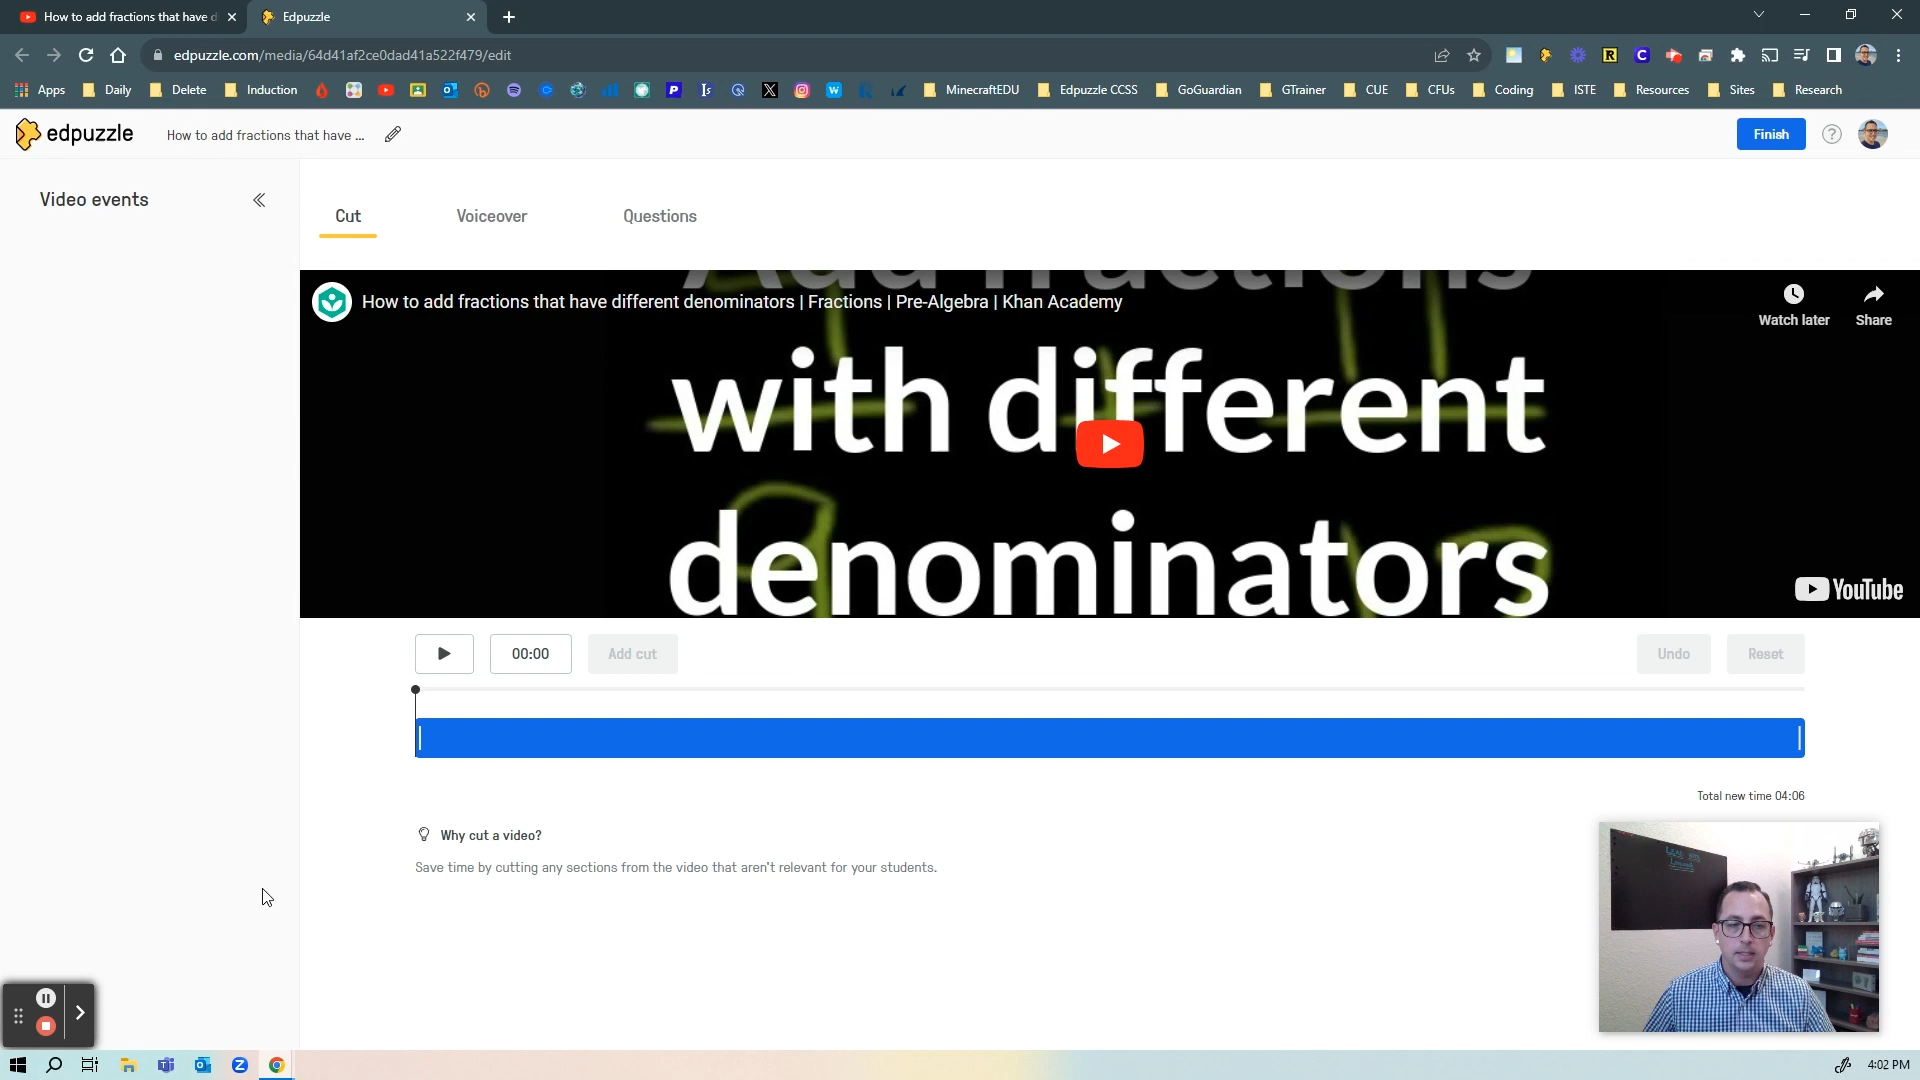 How to add fractions that have d
Edpuzzle
edpuzzle.com/media/64d41af2ce0dad41a522f479/edit
Apps Daily Delete Induction MinecraftEDU Edpuzzle CCSS GoGuardian GTrainer CUE CFUs Coding ISTE Resources Sites Research
edpuzzle
How to add fractions that have ...
Finish
Video events
Cut Voiceover Questions
Add fractions
How to add fractions that have different denominators | Fractions | Pre-Algebra | Khan Academy
Watch later Share
with different
denominators
YouTube
00:00 Add cut Undo Reset
Total new time 04:06
Why cut a video?
Save time by cutting any sections from the video that aren't relevant for your students.
4:02 PM